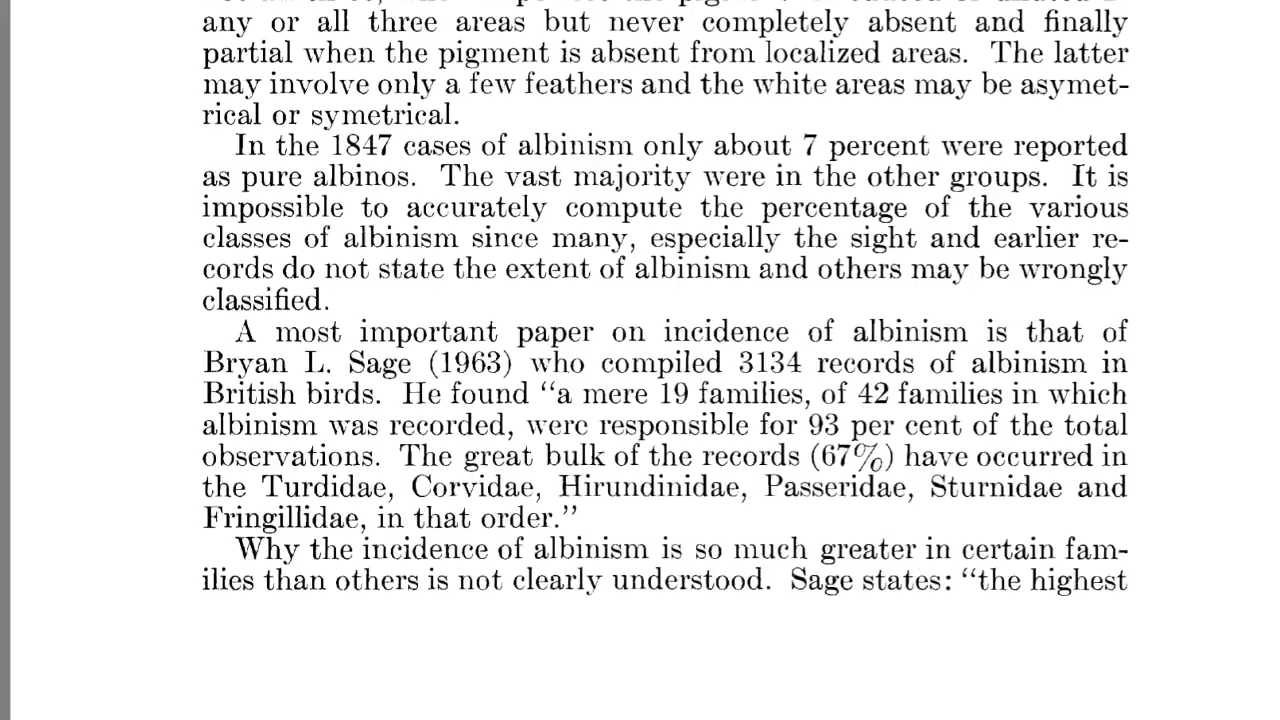 any or all three areas but never completely absent and finally
partial when the pigment is absent from localized areas. The latter
may involve only a few feathers and the white areas may be asymet-
rical or symetrical.
In the 1847 cases of albinism only about 7 percent were reported
as pure albinos. The vast majority were in the other groups. It is
impossible to accurately compute the percentage of the various
classes of albinism since many, especially the sight and earlier re-
cords do not state the extent of albinism and others may be wrongly
classified.
A most important paper on incidence of albinism is that of
Bryan L. Sage (1963) who compiled 3134 records of albinism in
British birds. He found “a mere 19 families, of 42 families in which
albinism was recorded, were responsible for 93 per cent of the total
observations. The great bulk of the records (67%) have occurred in
the Turdidae, Corvidae, Hirundinidae, Passeridae, Sturnidae and
Fringillidae, in that order.”
Why the incidence of albinism is so much greater in certain fam-
ilies than others is not clearly understood. Sage states: “the highest